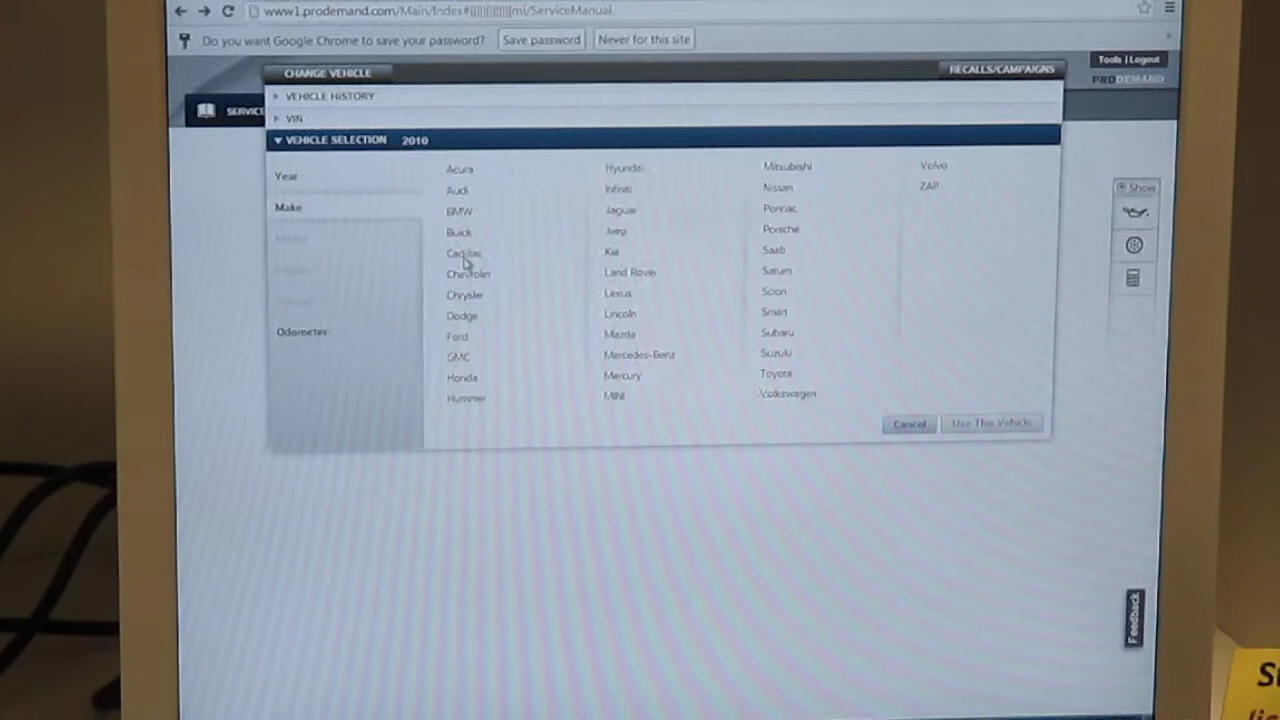 www1.prodemand.com/Main/Index#||||||||||||||mi/ServiceManual
Do you want Google Chrome to save your password? Save password Never for this site
CHANGE VEHICLE RECALLS/CAMPAIGNS Tools | Logout
PRODEMAND
VEHICLE HISTORY
SERVICE
VIN
VEHICLE SELECTION 2010
Year
Make
Odometer
Acura
Audi
BMW
Buick
Cadillac
Chevrolet
Chrysler
Dodge
Ford
GMC
Honda
Hummer
Hyundai
Infiniti
Jaguar
Jeep
Kia
Land Rover
Lexus
Lincoln
Mazda
Mercedes-Benz
Mercury
MINI
Mitsubishi
Nissan
Pontiac
Porsche
Saab
Saturn
Scion
Smart
Subaru
Suzuki
Toyota
Volkswagen
Volvo
ZAP
Cancel Use This Vehicle
Show
Feedback